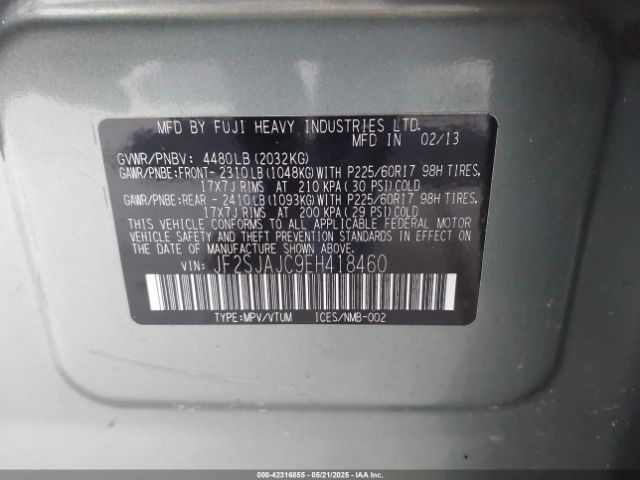 MFD BY FUJI HEAVY INDUSTRIES LTD.
MFD IN 02/13
GVWR/PNBV: 4480LB(2032KG)
GAWR/PNBE:FRONT- 2310LB(1048KG)WITH P225/60R17 98H TIRES,
17X7J RIMS AT 210 KPA(30 PSI)COLD
GAWR/PNBE:REAR - 2410LB(1093KG)WITH P225/60R17 98H TIRES,
17X7J RIMS AT 200 KPA(29 PSI)COLD
THIS VEHICLE CONFORMS TO ALL APPLICABLE FEDERAL MOTOR
VEHICLE SAFETY AND THEFT PREVENTION STANDARDS IN EFFECT ON
THE DATE OF MANUFACTURE SHOWN ABOVE.
VIN: JF2SJAJC9EH418460
TYPE:MPV/VTUM ICES/NMB-002
000-42316855 - 05/21/2025 - IAA Inc.